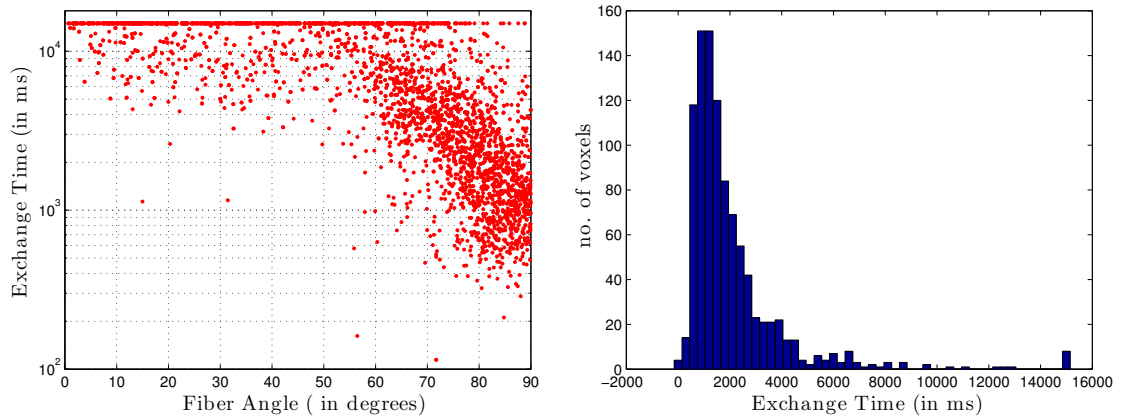 Exchange Time (in ms)
10^4
10^3
10^2
0 10 20 30 40 50 60 70 80 90
Fiber Angle ( in degrees)
no. of voxels
160
140
120
100
80
60
40
20
0
−2000 0 2000 4000 6000 8000 10000 12000 14000 16000
Exchange Time (in ms)